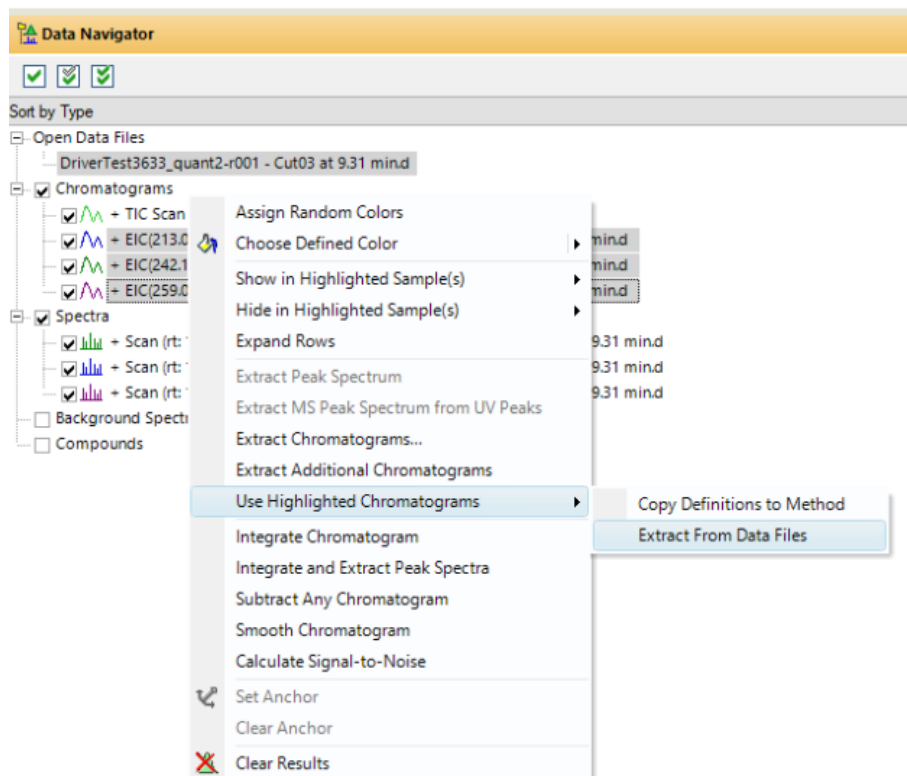 Data Navigator
Sort by Type
Open Data Files
DriverTest3633_quant2-r001 - Cut03 at 9.31 min.d
Chromatograms
+ TIC Scan
+ EIC(213.0 min.d
+ EIC(242.1 min.d
+ EIC(259.0 min.d
Spectra
+ Scan (rt: 9.31 min.d
+ Scan (rt: 9.31 min.d
+ Scan (rt: 9.31 min.d
Background Spect
Compounds
Assign Random Colors
Choose Defined Color
Show in Highlighted Sample(s)
Hide in Highlighted Sample(s)
Expand Rows
Extract Peak Spectrum
Extract MS Peak Spectrum from UV Peaks
Extract Chromatograms...
Extract Additional Chromatograms
Use Highlighted Chromatograms
Copy Definitions to Method
Extract From Data Files
Integrate Chromatogram
Integrate and Extract Peak Spectra
Subtract Any Chromatogram
Smooth Chromatogram
Calculate Signal-to-Noise
Set Anchor
Clear Anchor
Clear Results